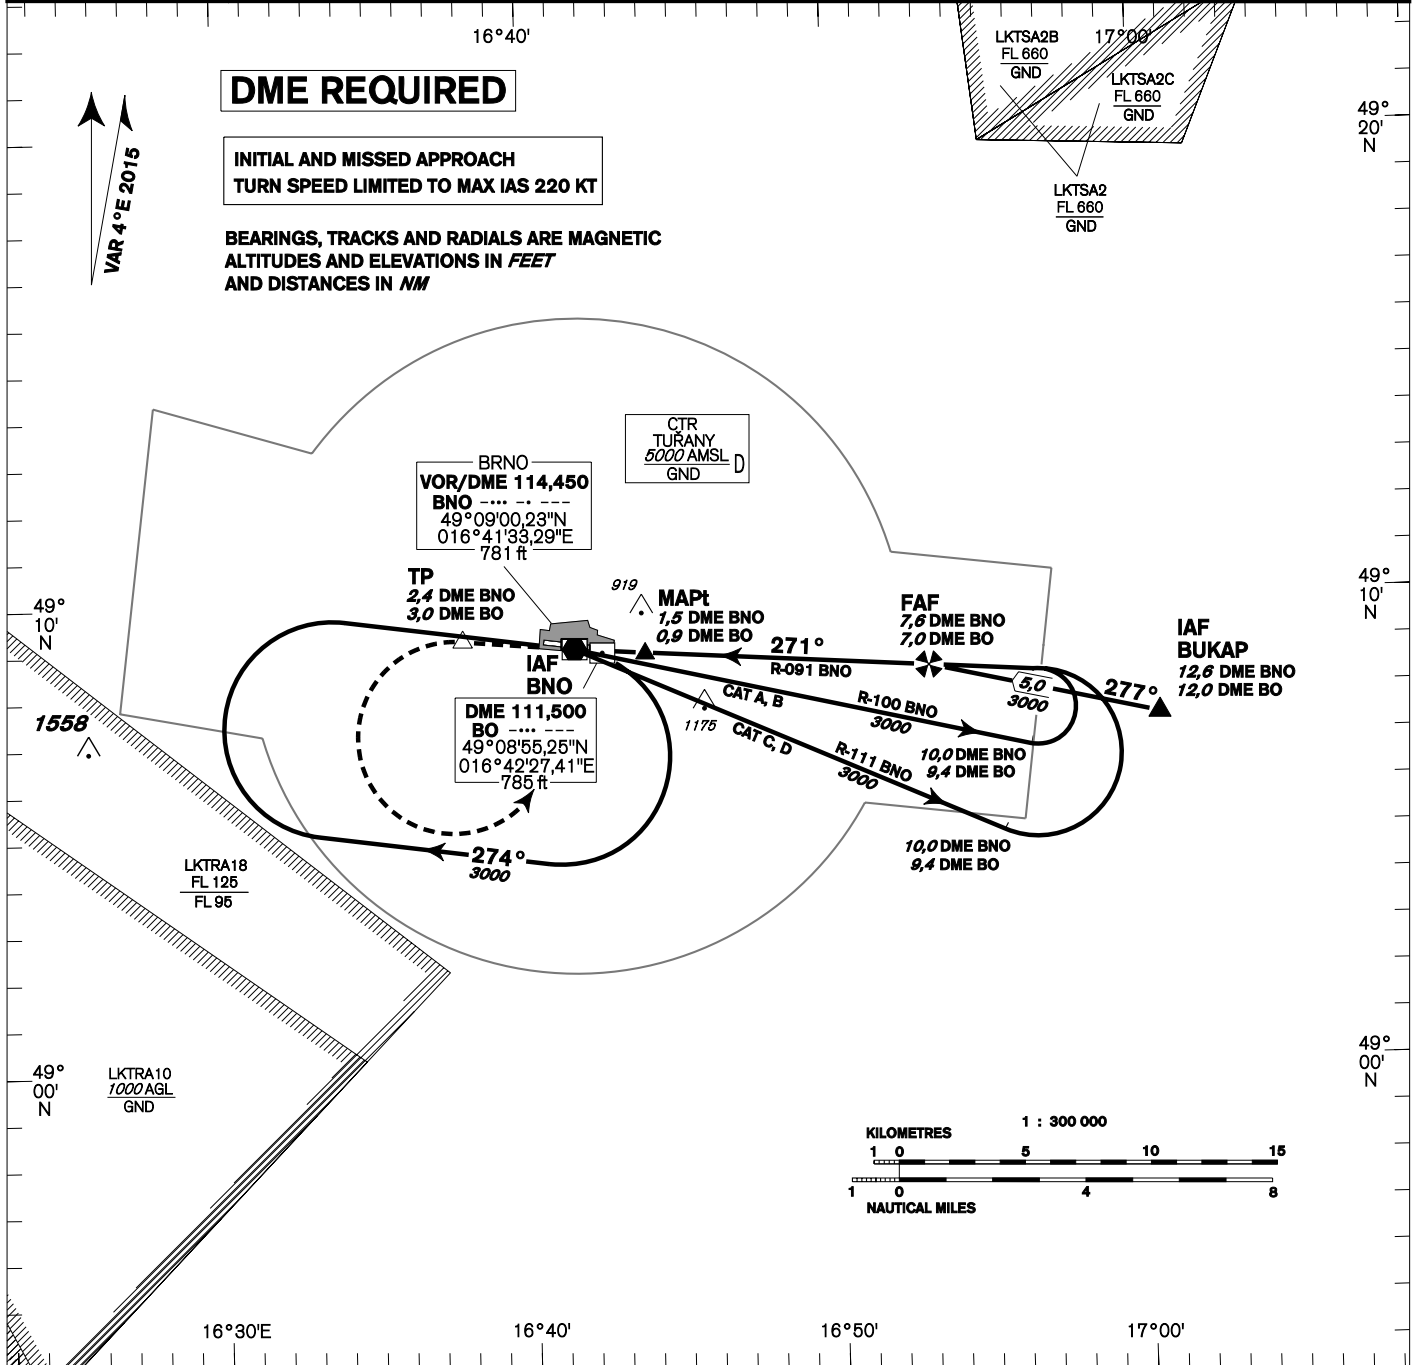 16°40'
17°00'
LKTSA2B
FL 660
GND
LKTSA2C
FL 660
GND
49°
20'
N
LKTSA2
FL 660
GND
DME REQUIRED
INITIAL AND MISSED APPROACH
TURN SPEED LIMITED TO MAX IAS 220 KT
VAR 4°E 2015
BEARINGS, TRACKS AND RADIALS ARE MAGNETIC
ALTITUDES AND ELEVATIONS IN FEET
AND DISTANCES IN NM
CTR
TUŘANY
5000 AMSL
GND
D
BRNO
VOR/DME 114,450
BNO -••• -• ---
49°09'00,23"N
016°41'33,29"E
781 ft
TP
2,4 DME BNO
3,0 DME BO
919
MAPt
1,5 DME BNO
0,9 DME BO
FAF
7,6 DME BNO
7,0 DME BO
49°
10'
N
49°
10'
N
IAF
BUKAP
12,6 DME BNO
12,0 DME BO
271°
R-091 BNO
277°
5,0
3000
IAF
BNO
CAT A, B
R-100 BNO
3000
1175
CAT C, D
R-111 BNO
3000
10,0 DME BNO
9,4 DME BO
DME 111,500
BO -••• ---
49°08'55,25"N
016°42'27,41"E
785 ft
1558
274°
3000
10,0 DME BNO
9,4 DME BO
LKTRA18
FL 125
FL 95
49°
00'
N
49°
00'
N
LKTRA10
1000 AGL
GND
1 : 300 000
KILOMETRES
1 0 5 10 15
1 0 4 8
NAUTICAL MILES
16°30'E
16°40'
16°50'
17°00'